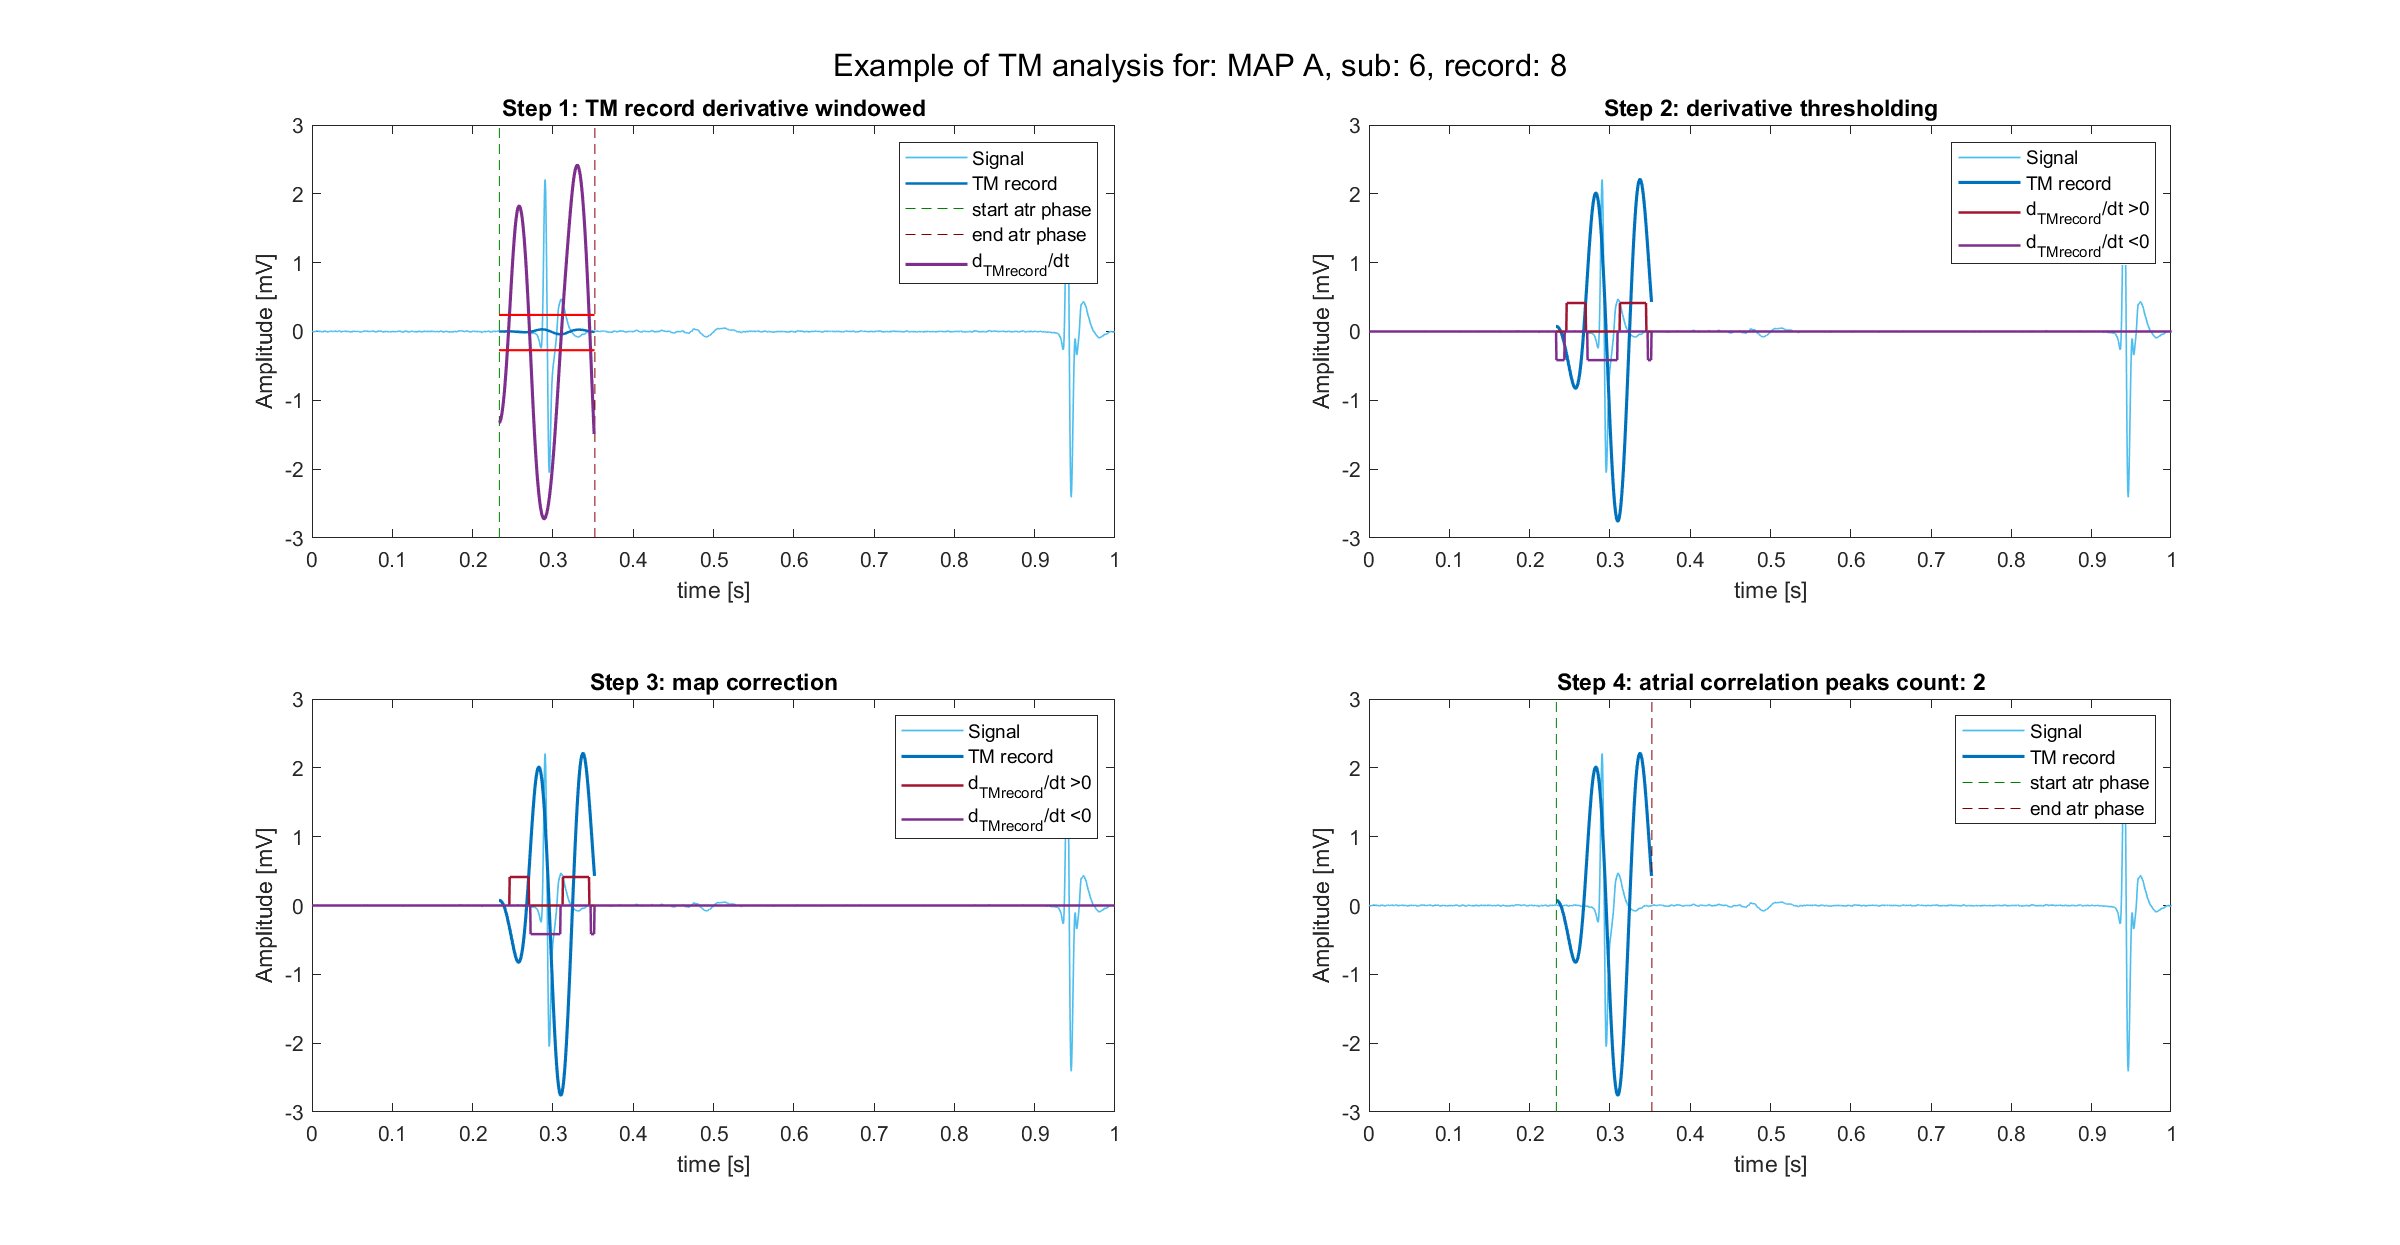 Example of TM analysis for: MAP A, sub: 6, record: 8
Step 1: TM record derivative windowed
3
2
1
0
-1
-2
-3
Amplitude [mV]
0 0.1 0.2 0.3 0.4 0.5 0.6 0.7 0.8 0.9 1
time [s]
Signal
TM record
start atr phase
end atr phase
dTMrecord/dt
Step 2: derivative thresholding
3
2
1
0
-1
-2
-3
Amplitude [mV]
0 0.1 0.2 0.3 0.4 0.5 0.6 0.7 0.8 0.9 1
time [s]
Signal
TM record
dTMrecord/dt >0
dTMrecord/dt <0
Step 3: map correction
3
2
1
0
-1
-2
-3
Amplitude [mV]
0 0.1 0.2 0.3 0.4 0.5 0.6 0.7 0.8 0.9 1
time [s]
Signal
TM record
dTMrecord/dt >0
dTMrecord/dt <0
Step 4: atrial correlation peaks count: 2
3
2
1
0
-1
-2
-3
Amplitude [mV]
0 0.1 0.2 0.3 0.4 0.5 0.6 0.7 0.8 0.9 1
time [s]
Signal
TM record
start atr phase
end atr phase